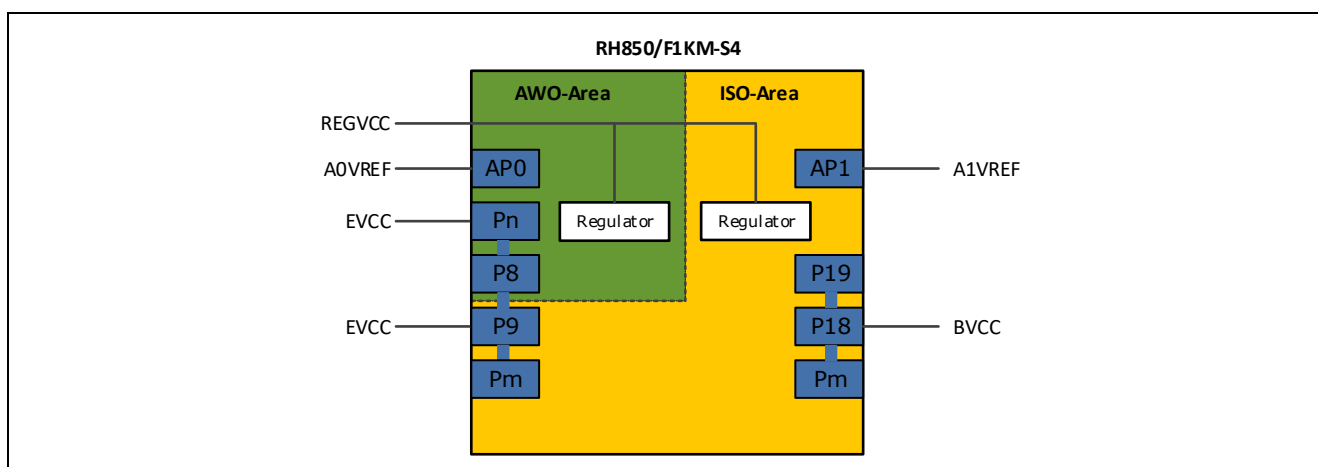 RH850/F1KM-S4
AWO-Area ISO-Area
REGVCC
A0VREF AP0 AP1 A1VREF
EVCC Pn Regulator Regulator
P8 P19
EVCC P9 P18 BVCC
Pm Pm